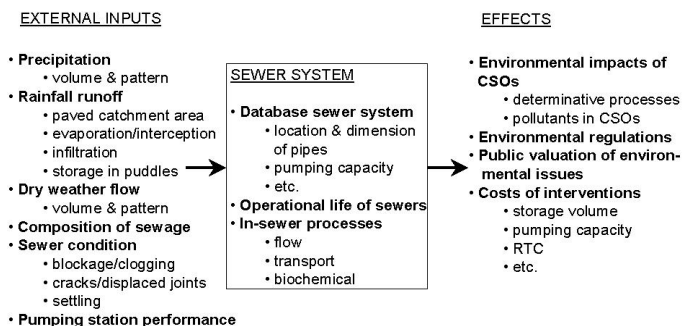 EXTERNAL INPUTS
• Precipitation
• volume & pattern
• Rainfall runoff
• paved catchment area
• evaporation/interception
• infiltration
• storage in puddles
• Dry weather flow
• volume & pattern
• Composition of sewage
• Sewer condition
• blockage/clogging
• cracks/displaced joints
• settling
• Pumping station performance
SEWER SYSTEM
• Database sewer system
• location & dimension
of pipes
• pumping capacity
• etc.
• Operational life of sewers
• In-sewer processes
• flow
• transport
• biochemical
EFFECTS
• Environmental impacts of
CSOs
• determinative processes
• pollutants in CSOs
• Environmental regulations
• Public valuation of environ-
mental issues
• Costs of interventions
• storage volume
• pumping capacity
• RTC
• etc.